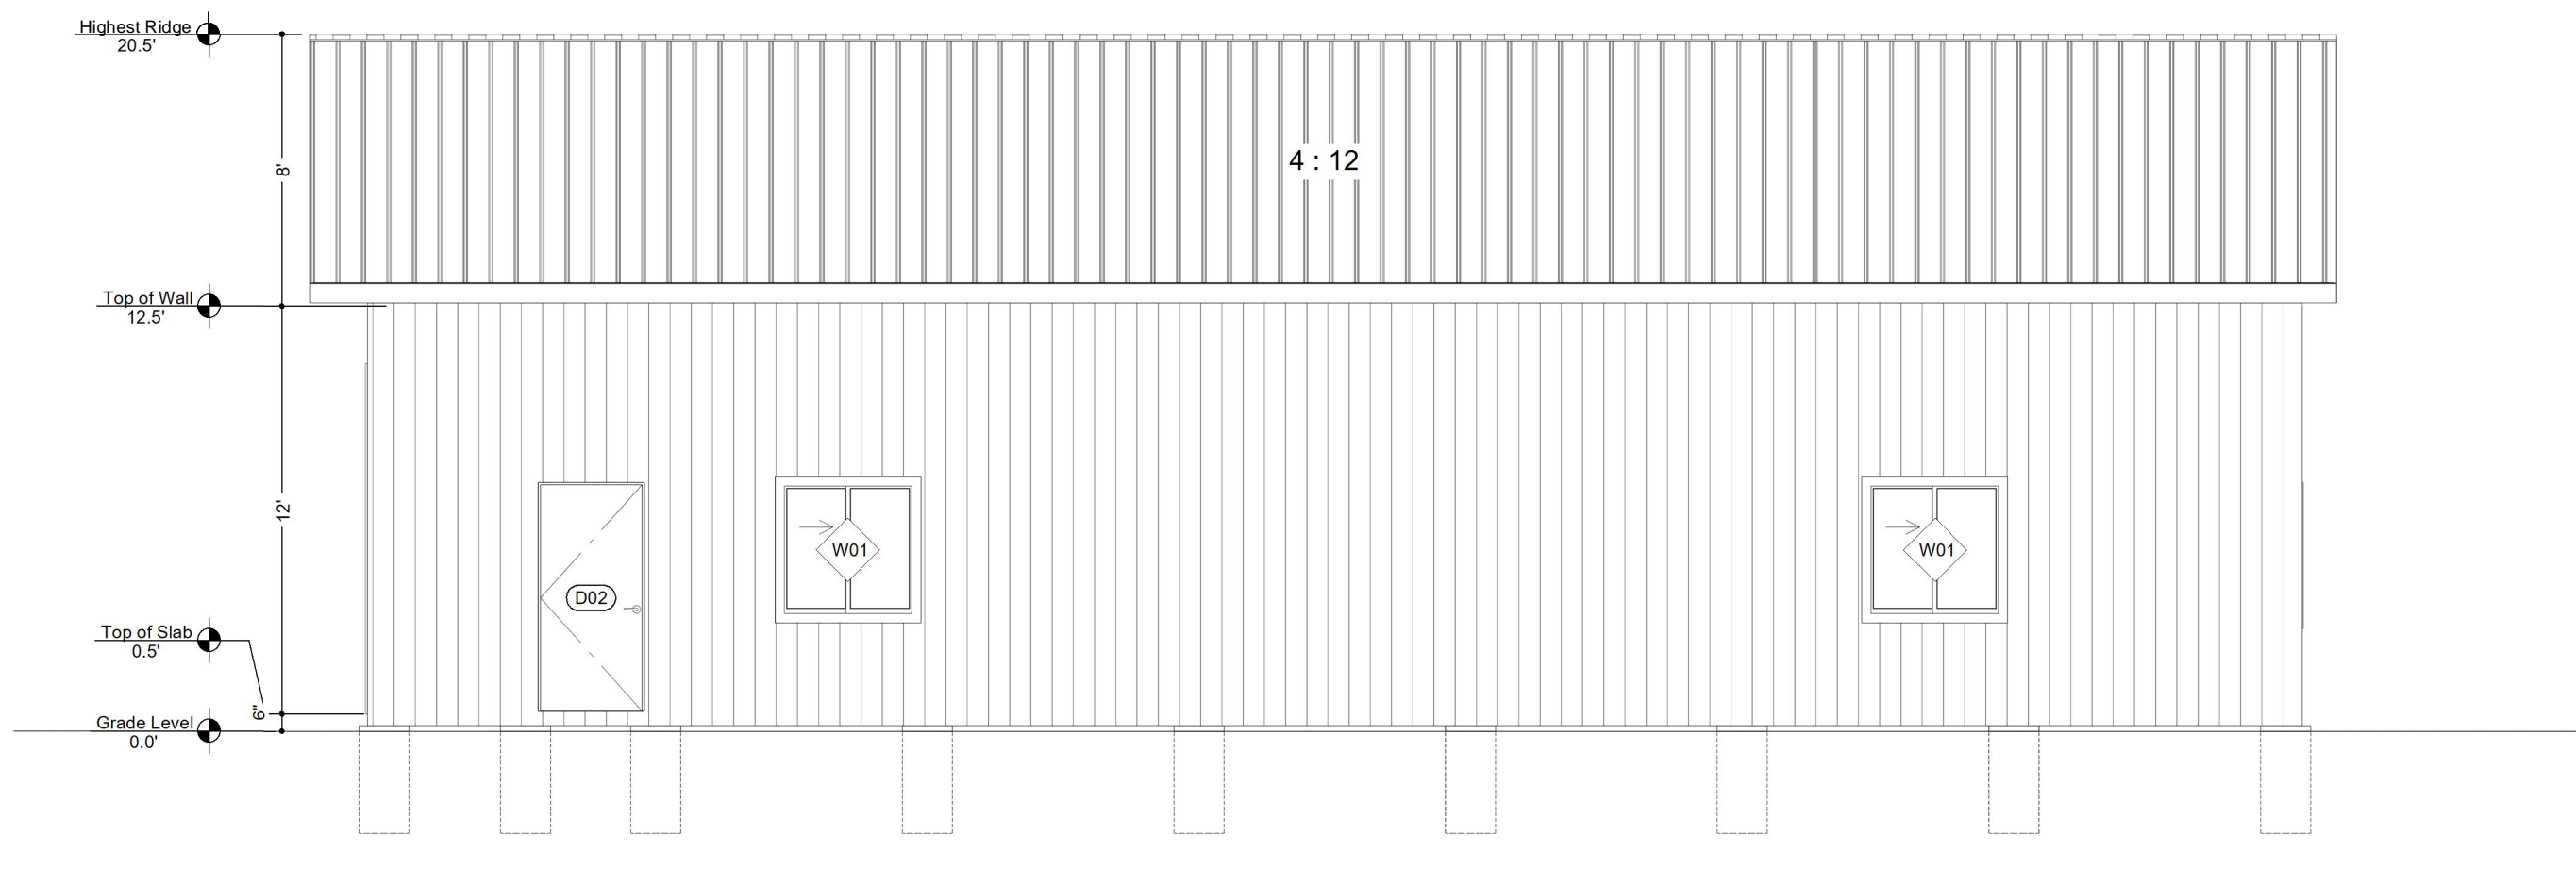 Highest Ridge
20.5'
8'
4 : 12
Top of Wall
12.5'
12'
W01
W01
D02
Top of Slab
0.5'
6"
Grade Level
0.0'